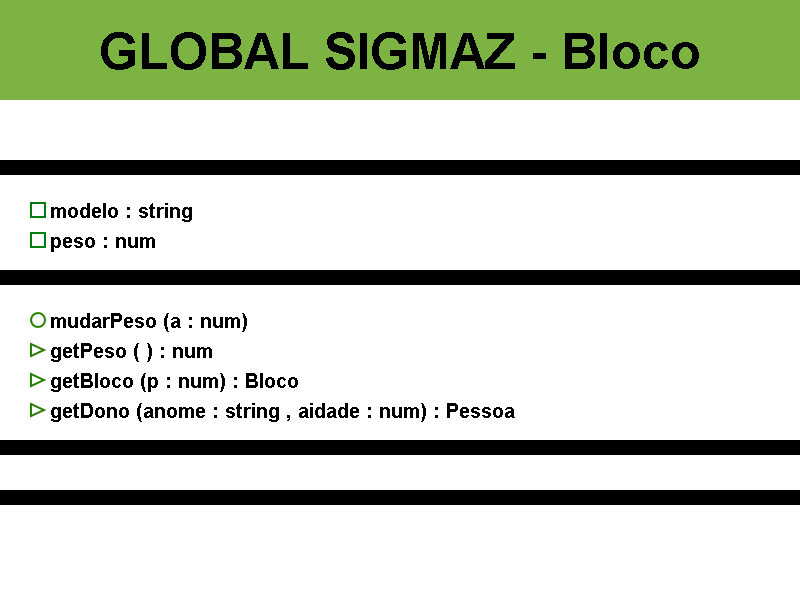 GLOBAL SIGMAZ - Bloco
modelo : string
peso : num
mudarPeso (a : num)
getPeso ( ) : num
getBloco (p : num) : Bloco
getDono (anome : string , aidade : num) : Pessoa